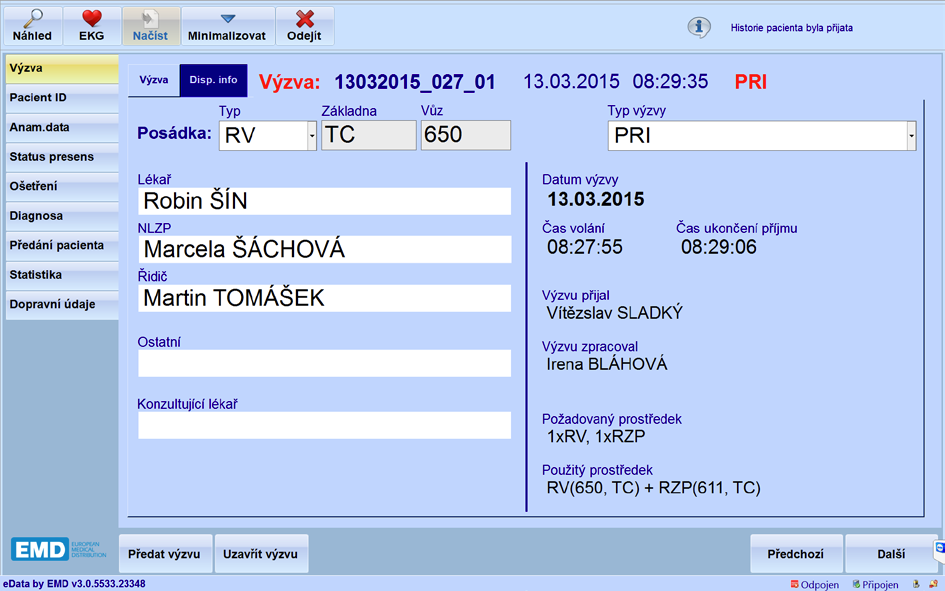 Náhled EKG Načíst Minimalizovat Odejít
Historie pacienta byla přijata
Výzva
Pacient ID
Anam.data
Status presens
Ošetření
Diagnosa
Předání pacienta
Statistika
Dopravní údaje
Výzva Disp. info Výzva: 13032015_027_01 13.03.2015 08:29:35 PRI
Typ Základna Vůz Typ výzvy
Posádka: RV TC 650 PRI
Lékař
Robin ŠÍN
NLZP
Marcela ŠÁCHOVÁ
Řidič
Martin TOMÁŠEK
Ostatní
Konzultující lékař
Datum výzvy
13.03.2015
Čas volání Čas ukončení příjmu
08:27:55 08:29:06
Výzvu přijal
Vítězslav SLADKÝ
Výzvu zpracoval
Irena BLÁHOVÁ
Požadovaný prostředek
1xRV, 1xRZP
Použitý prostředek
RV(650, TC) + RZP(611, TC)
EMD EUROPEAN
MEDICAL
DISTRIBUTION
Předat výzvu Uzavřít výzvu Předchozí Další
eData by EMD v3.0.5533.23348 Odpojen Připojen